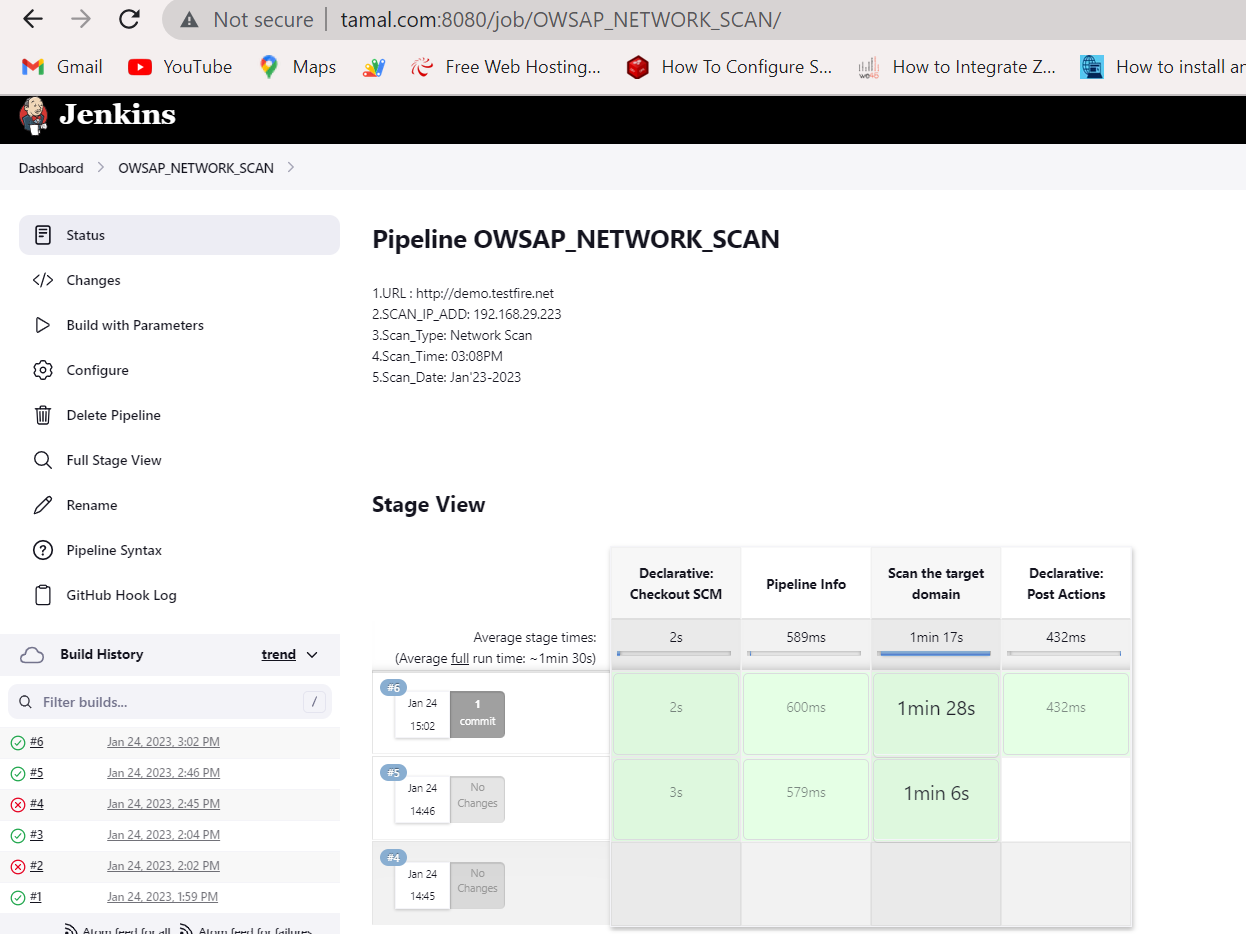 Not secure | tamal.com:8080/job/OWSAP_NETWORK_SCAN/
Gmail YouTube Maps Free Web Hosting... How To Configure S... How to Integrate Z... How to install an
Jenkins
Dashboard OWSAP_NETWORK_SCAN
Status
Changes
Build with Parameters
Configure
Delete Pipeline
Full Stage View
Rename
Pipeline Syntax
GitHub Hook Log
Build History trend
Filter builds... /
#6 Jan 24, 2023, 3:02 PM
#5 Jan 24, 2023, 2:46 PM
#4 Jan 24, 2023, 2:45 PM
#3 Jan 24, 2023, 2:04 PM
#2 Jan 24, 2023, 2:02 PM
#1 Jan 24, 2023, 1:59 PM
Atom feed for all Atom feed for failures
Pipeline OWSAP_NETWORK_SCAN
1.URL : http://demo.testfire.net
2.SCAN_IP_ADD: 192.168.29.223
3.Scan_Type: Network Scan
4.Scan_Time: 03:08PM
5.Scan_Date: Jan'23-2023
Stage View
Declarative:
Checkout SCM
Pipeline Info
Scan the target
domain
Declarative:
Post Actions
Average stage times:
(Average full run time: ~1min 30s)
2s 589ms 1min 17s 432ms
#6
Jan 24
15:02
1
commit
2s 600ms 1min 28s 432ms
#5
Jan 24
14:46
No
Changes
3s 579ms 1min 6s
#4
Jan 24
14:45
No
Changes